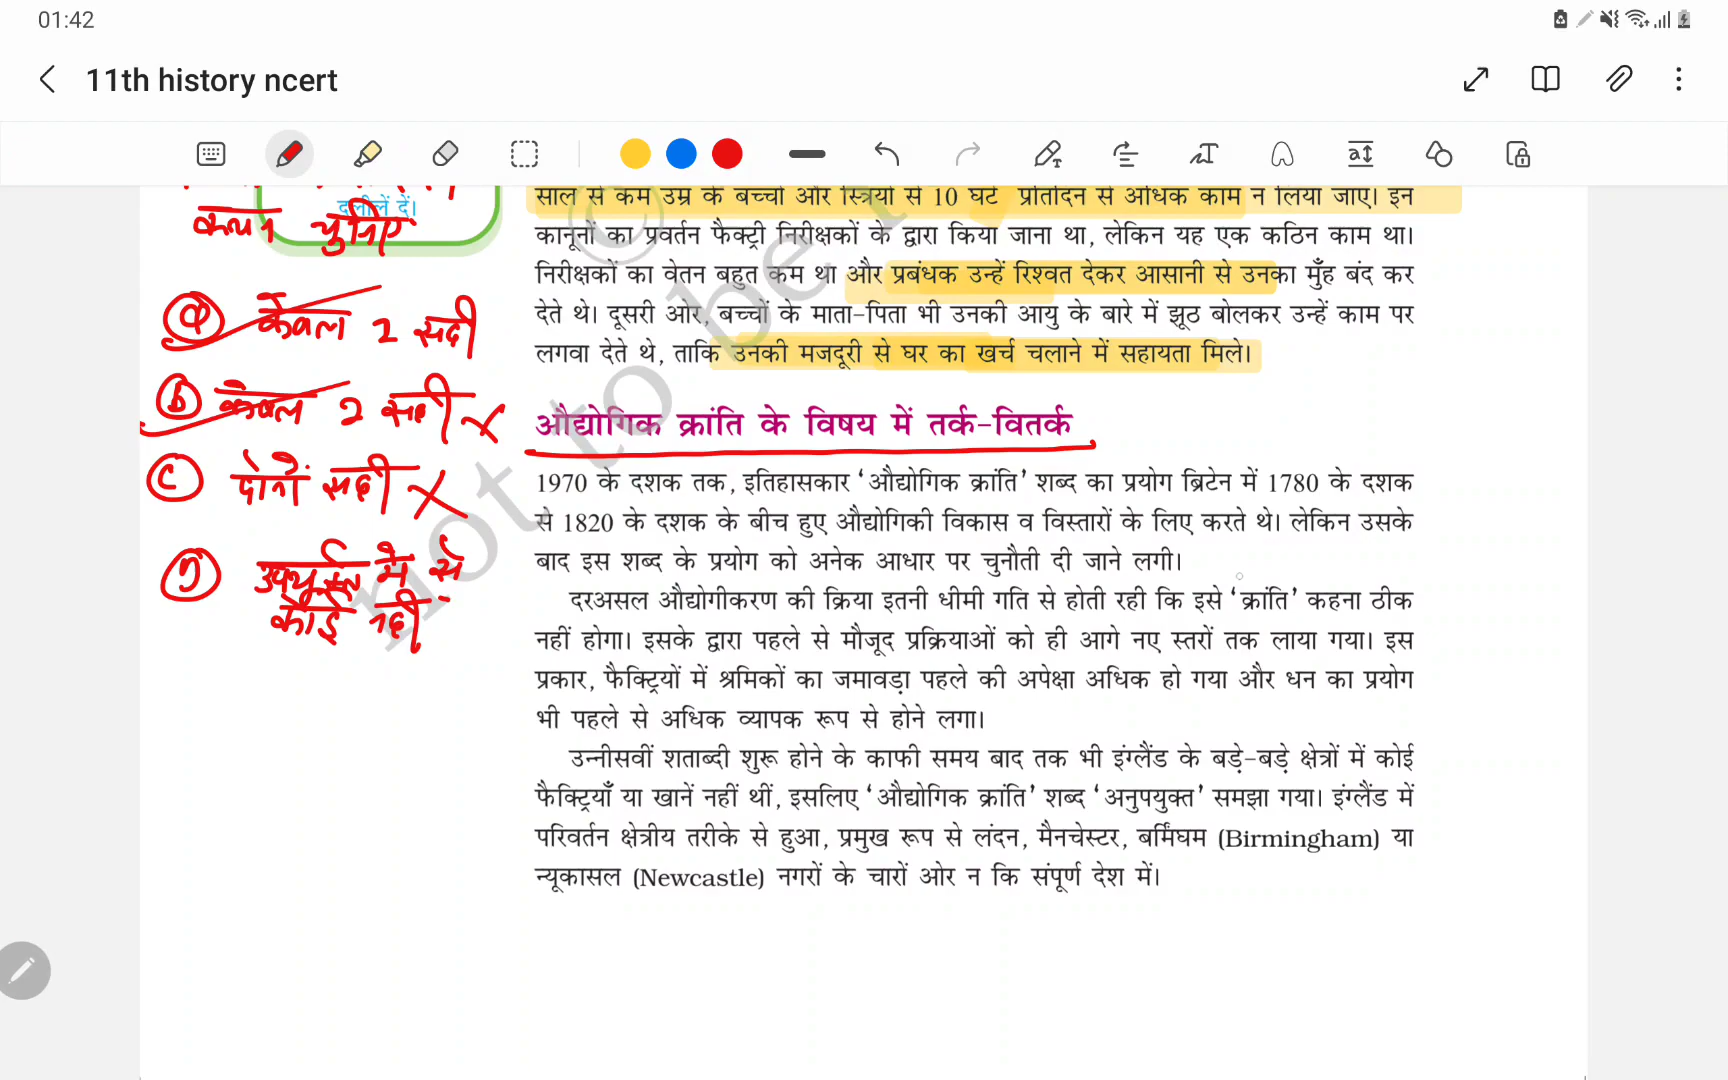 01:42
11th history ncert
दलीलें दें।
कथन चुनिए
(a) केवल 2 सही
(b) केवल 2 सही
(c) दोनों सही
(D) उपर्युक्त में से
कोई नहीं
साल से कम उम्र के बच्चों और स्त्रियों से 10 घंटे प्रतिदिन से अधिक काम न लिया जाए। इन
कानूनों का प्रवर्तन फैक्ट्री निरीक्षकों के द्वारा किया जाना था, लेकिन यह एक कठिन काम था।
निरीक्षकों का वेतन बहुत कम था और प्रबंधक उन्हें रिश्वत देकर आसानी से उनका मुँह बंद कर
देते थे। दूसरी ओर, बच्चों के माता-पिता भी उनकी आयु के बारे में झूठ बोलकर उन्हें काम पर
लगवा देते थे, ताकि उनकी मजदूरी से घर का खर्च चलाने में सहायता मिले।
औद्योगिक क्रांति के विषय में तर्क-वितर्क
1970 के दशक तक, इतिहासकार ‘औद्योगिक क्रांति’ शब्द का प्रयोग ब्रिटेन में 1780 के दशक
से 1820 के दशक के बीच हुए औद्योगिकी विकास व विस्तारों के लिए करते थे। लेकिन उसके
बाद इस शब्द के प्रयोग को अनेक आधार पर चुनौती दी जाने लगी।
दरअसल औद्योगीकरण की क्रिया इतनी धीमी गति से होती रही कि इसे ‘क्रांति’ कहना ठीक
नहीं होगा। इसके द्वारा पहले से मौजूद प्रक्रियाओं को ही आगे नए स्तरों तक लाया गया। इस
प्रकार, फैक्ट्रियों में श्रमिकों का जमावड़ा पहले की अपेक्षा अधिक हो गया और धन का प्रयोग
भी पहले से अधिक व्यापक रूप से होने लगा।
उन्नीसवीं शताब्दी शुरू होने के काफी समय बाद तक भी इंग्लैंड के बड़े-बड़े क्षेत्रों में कोई
फैक्ट्रियाँ या खानें नहीं थीं, इसलिए ‘औद्योगिक क्रांति’ शब्द ‘अनुपयुक्त’ समझा गया। इंग्लैंड में
परिवर्तन क्षेत्रीय तरीके से हुआ, प्रमुख रूप से लंदन, मैनचेस्टर, बर्मिंघम (Birmingham) या
न्यूकासल (Newcastle) नगरों के चारों ओर न कि संपूर्ण देश में।
© not to be r